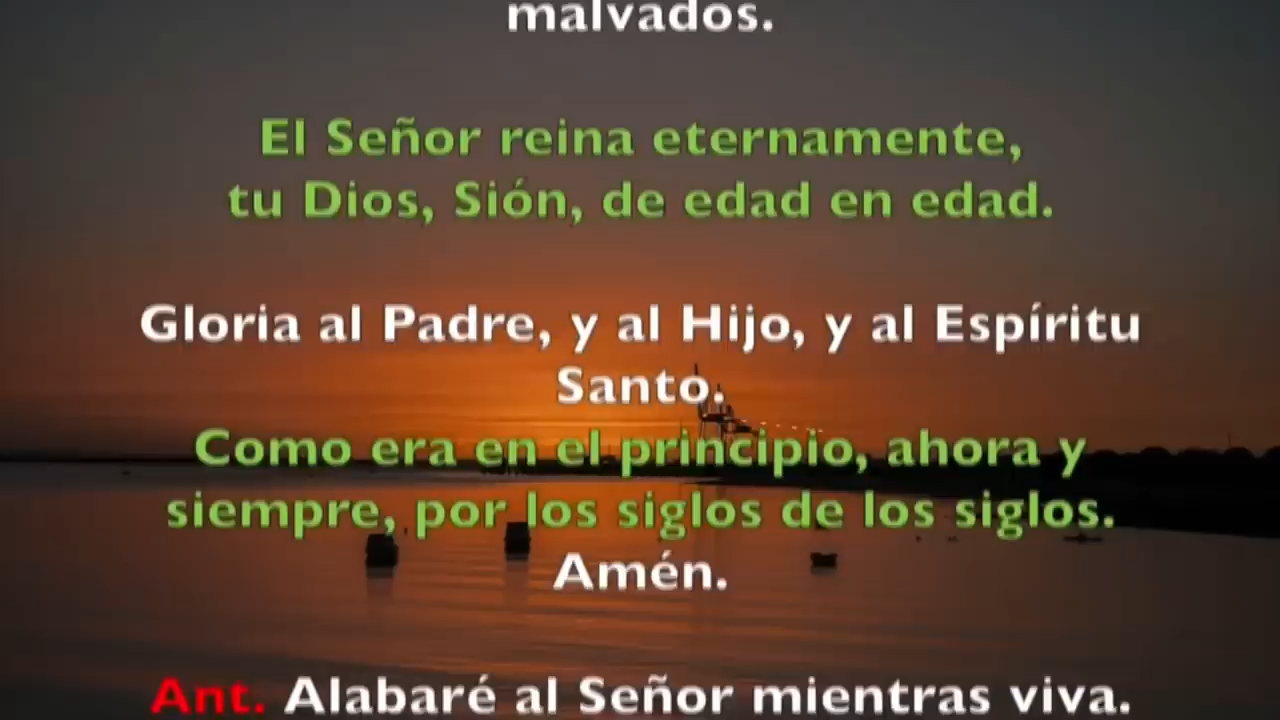 malvados.
El Señor reina eternamente,
tu Dios, Sión, de edad en edad.
Gloria al Padre, y al Hijo, y al Espíritu
Santo.
Como era en el principio, ahora y
siempre, por los siglos de los siglos.
Amén.
Ant. Alabaré al Señor mientras viva.